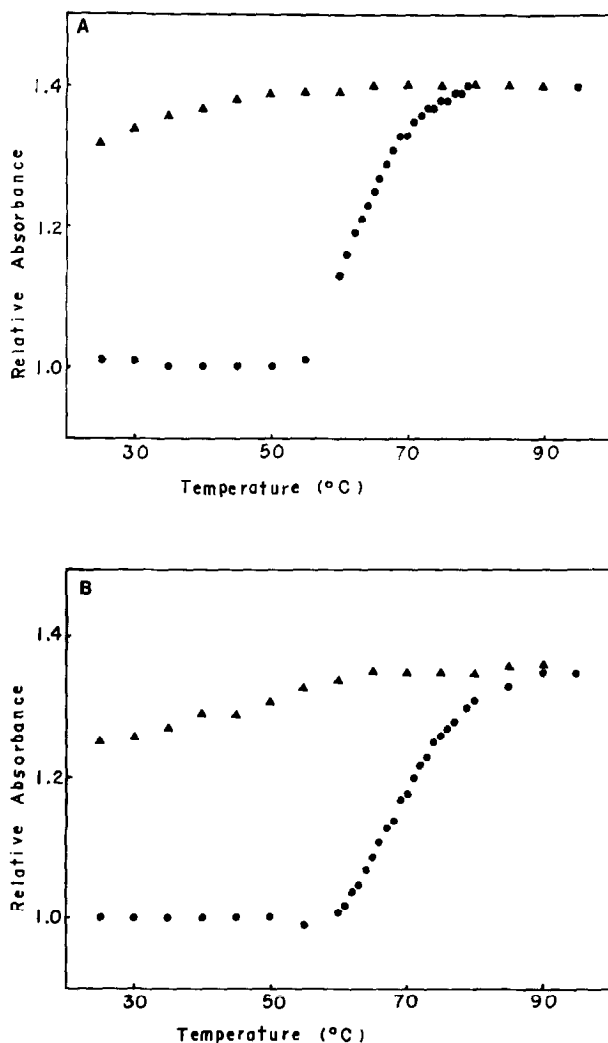 A
1.4
1.2
1.0
Relative Absorbance
30 50 70 90
Temperature (°C)
B
1.4
1.2
1.0
Relative Absorbance
30 50 70 90
Temperature (°C)